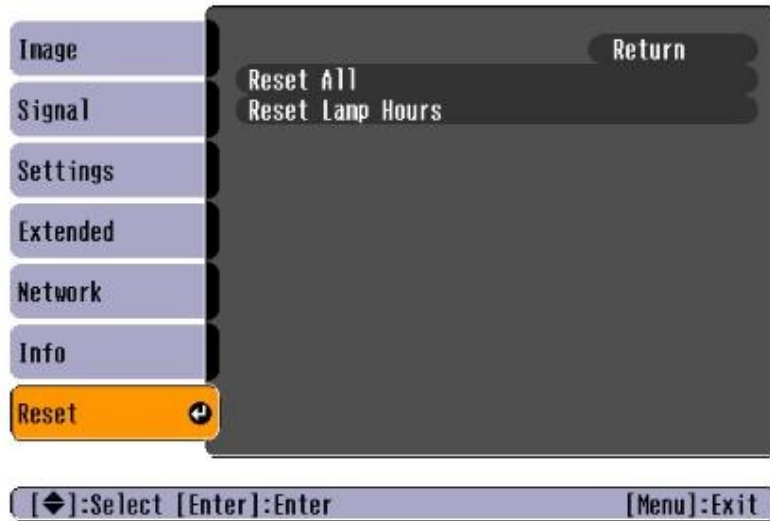 Image
Signal
Settings
Extended
Network
Info
Reset
Return
Reset All
Reset Lamp Hours
[◆]:Select [Enter]:Enter
[Menu]:Exit